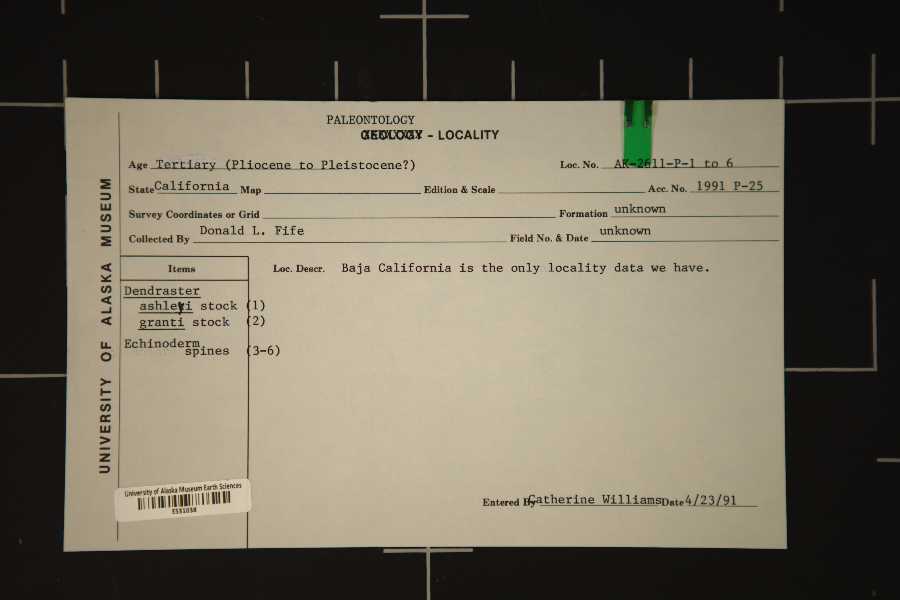 PALEONTOLOGY
GEOLOGY - LOCALITY
Age Tertiary (Pliocene to Pleistocene?) Loc. No. AK-2611-P-1 to 6
State California Map Edition & Scale Acc. No. 1991 P-25
Survey Coordinates or Grid Formation unknown
Collected By Donald L. Fife Field No. & Date unknown
UNIVERSITY OF ALASKA MUSEUM
Items Loc. Descr. Baja California is the only locality data we have.
Dendraster
ashleyi stock (1)
granti stock (2)
Echinoderm
spines (3-6)
University of Alaska Museum Earth Sciences
ES31038
Entered By Catherine Williams Date 4/23/91